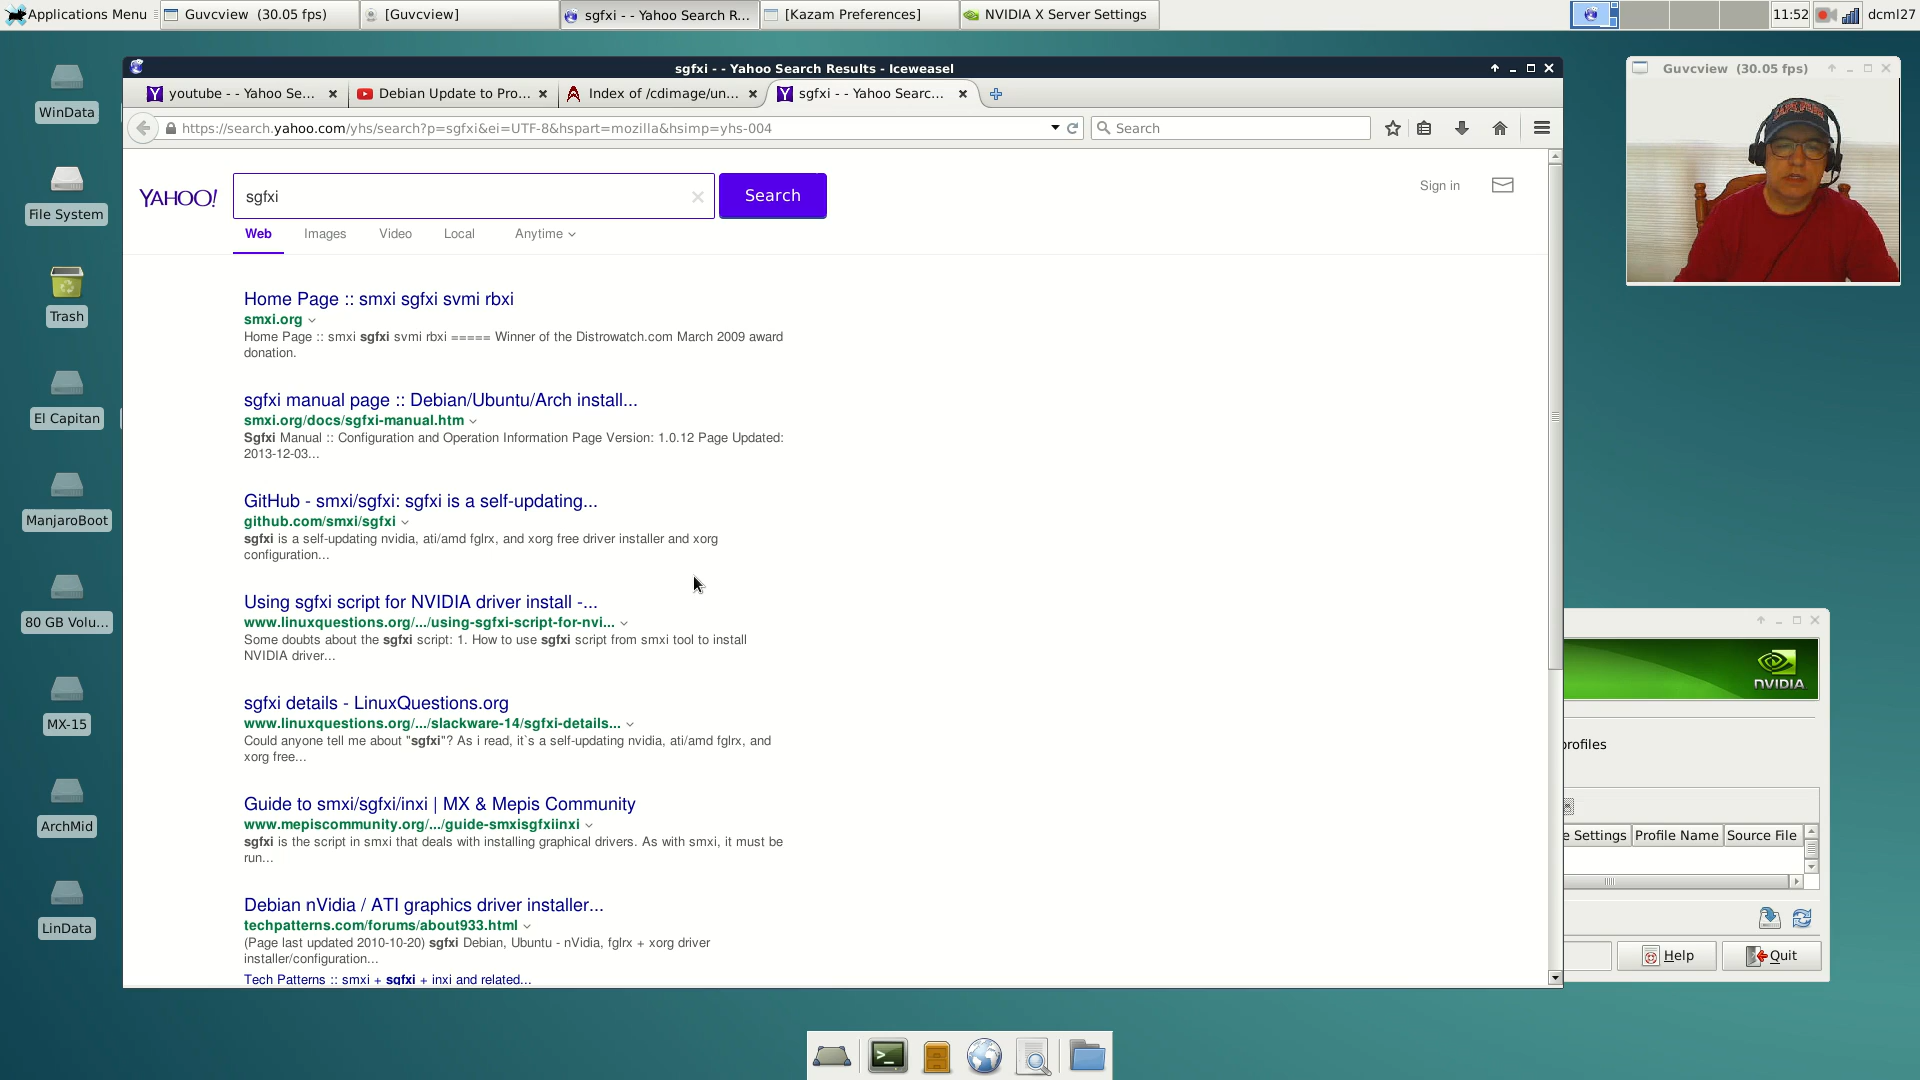 Applications Menu
Guvcview (30.05 fps)
[Guvcview]
sgfxi - - Yahoo Search R...
[Kazam Preferences]
NVIDIA X Server Settings
11:52
dcml27
WinData
File System
Trash
El Capitan
ManjaroBoot
80 GB Volu...
MX-15
ArchMid
LinData
sgfxi - - Yahoo Search Results - Iceweasel
youtube - - Yahoo Se...
Debian Update to Pro...
Index of /cdimage/un...
sgfxi - - Yahoo Searc...
https://search.yahoo.com/yhs/search?p=sgfxi&ei=UTF-8&hspart=mozilla&hsimp=yhs-004
Search
YAHOO!
sgfxi
Search
Sign in
Web
Images
Video
Local
Anytime
Home Page :: smxi sgfxi svmi rbxi
smxi.org
Home Page :: smxi sgfxi svmi rbxi ===== Winner of the Distrowatch.com March 2009 award
donation.
sgfxi manual page :: Debian/Ubuntu/Arch install...
smxi.org/docs/sgfxi-manual.htm
Sgfxi Manual :: Configuration and Operation Information Page Version: 1.0.12 Page Updated:
2013-12-03...
GitHub - smxi/sgfxi: sgfxi is a self-updating...
github.com/smxi/sgfxi
sgfxi is a self-updating nvidia, ati/amd fglrx, and xorg free driver installer and xorg
configuration...
Using sgfxi script for NVIDIA driver install -...
www.linuxquestions.org/.../using-sgfxi-script-for-nvi...
Some doubts about the sgfxi script: 1. How to use sgfxi script from smxi tool to install
NVIDIA driver...
sgfxi details - LinuxQuestions.org
www.linuxquestions.org/.../slackware-14/sgfxi-details...
Could anyone tell me about "sgfxi"? As i read, it`s a self-updating nvidia, ati/amd fglrx, and
xorg free...
Guide to smxi/sgfxi/inxi | MX & Mepis Community
www.mepiscommunity.org/.../guide-smxisgfxiinxi
sgfxi is the script in smxi that deals with installing graphical drivers. As with smxi, it must be
run...
Debian nVidia / ATI graphics driver installer...
techpatterns.com/forums/about933.html
(Page last updated 2010-10-20) sgfxi Debian, Ubuntu - nVidia, fglrx + xorg driver
installer/configuration...
Tech Patterns :: smxi + sgfxi + inxi and related...
Guvcview (30.05 fps)
NVIDIA
rofiles
e Settings
Profile Name
Source File
Help
Quit